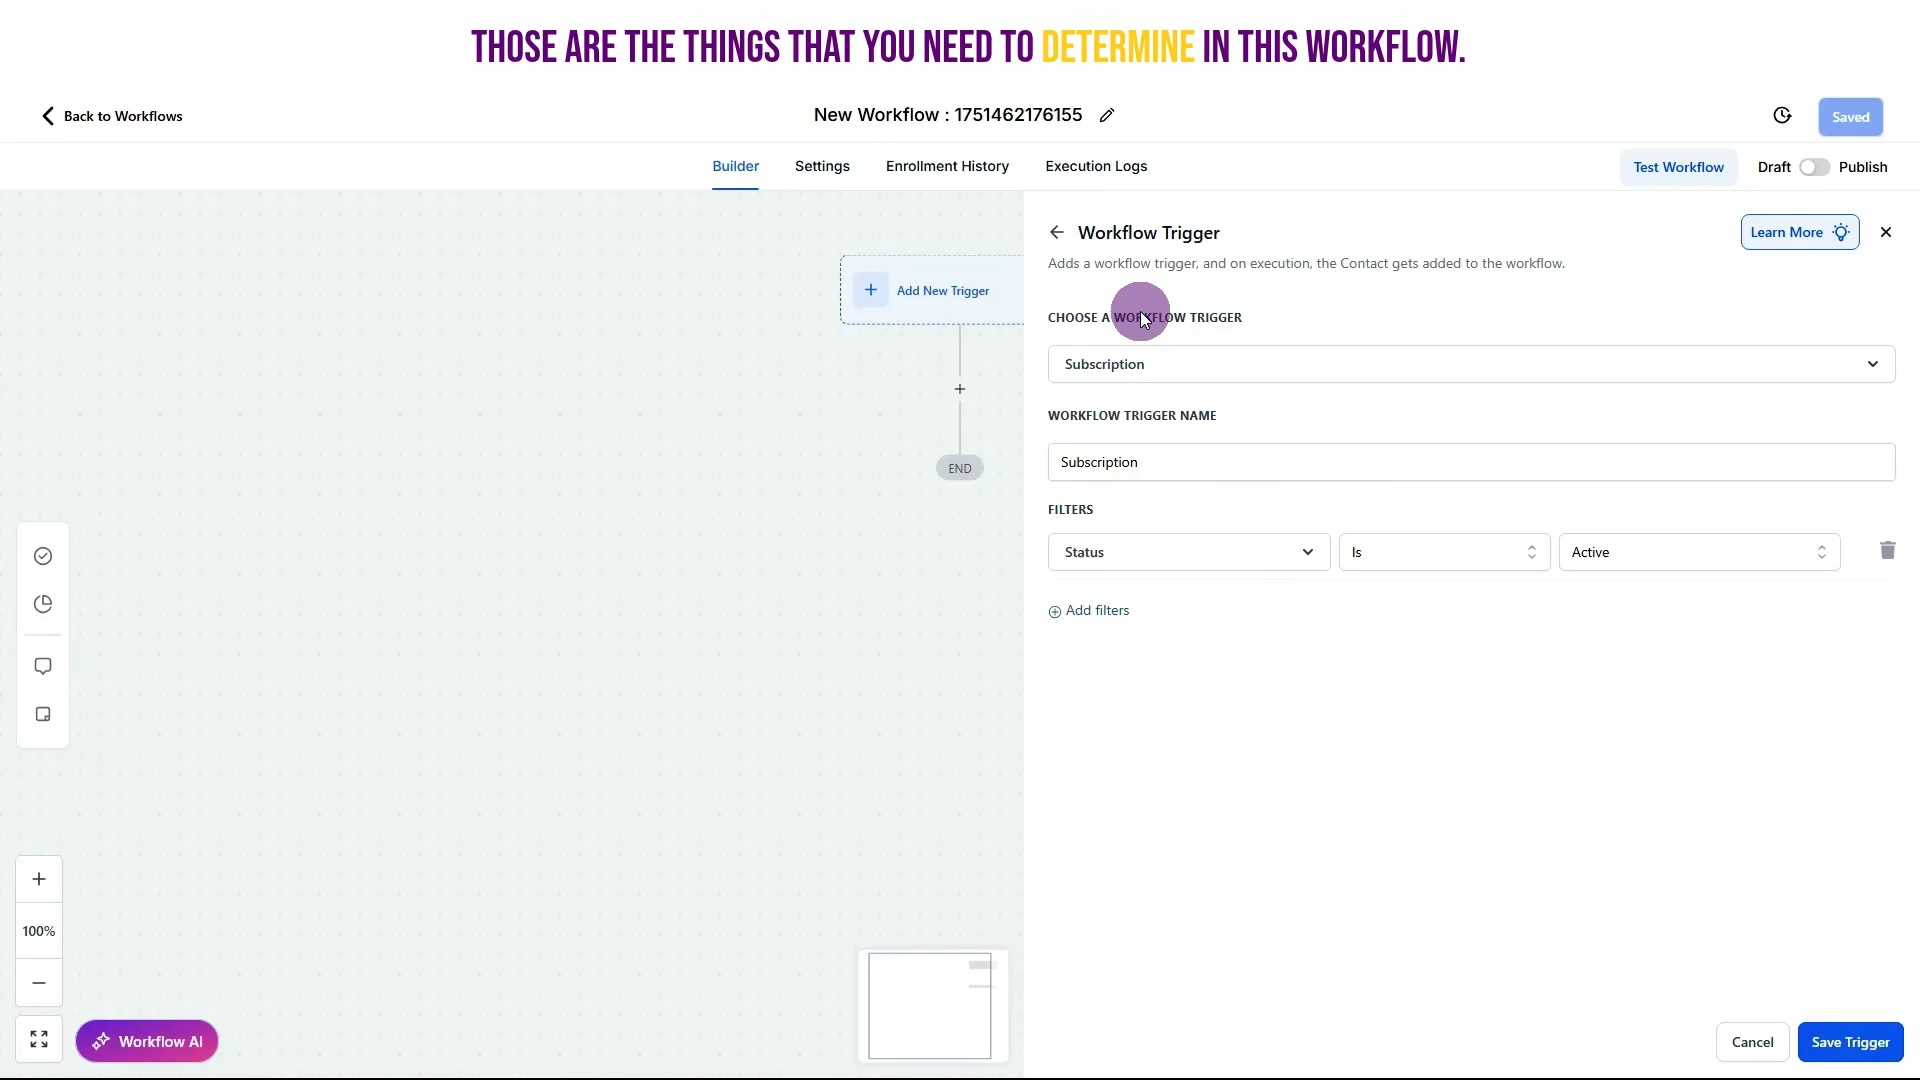 THOSE ARE THE THINGS THAT YOU NEED TO DETERMINE IN THIS WORKFLOW.
Back to Workflows
New Workflow : 1751462176155
Saved
Builder
Settings
Enrollment History
Execution Logs
Test Workflow
Draft
Publish
Workflow Trigger
Learn More
Adds a workflow trigger, and on execution, the Contact gets added to the workflow.
Add New Trigger
CHOOSE A WORKFLOW TRIGGER
Subscription
WORKFLOW TRIGGER NAME
Subscription
END
FILTERS
Status
Is
Active
Add filters
100%
Workflow AI
Cancel
Save Trigger